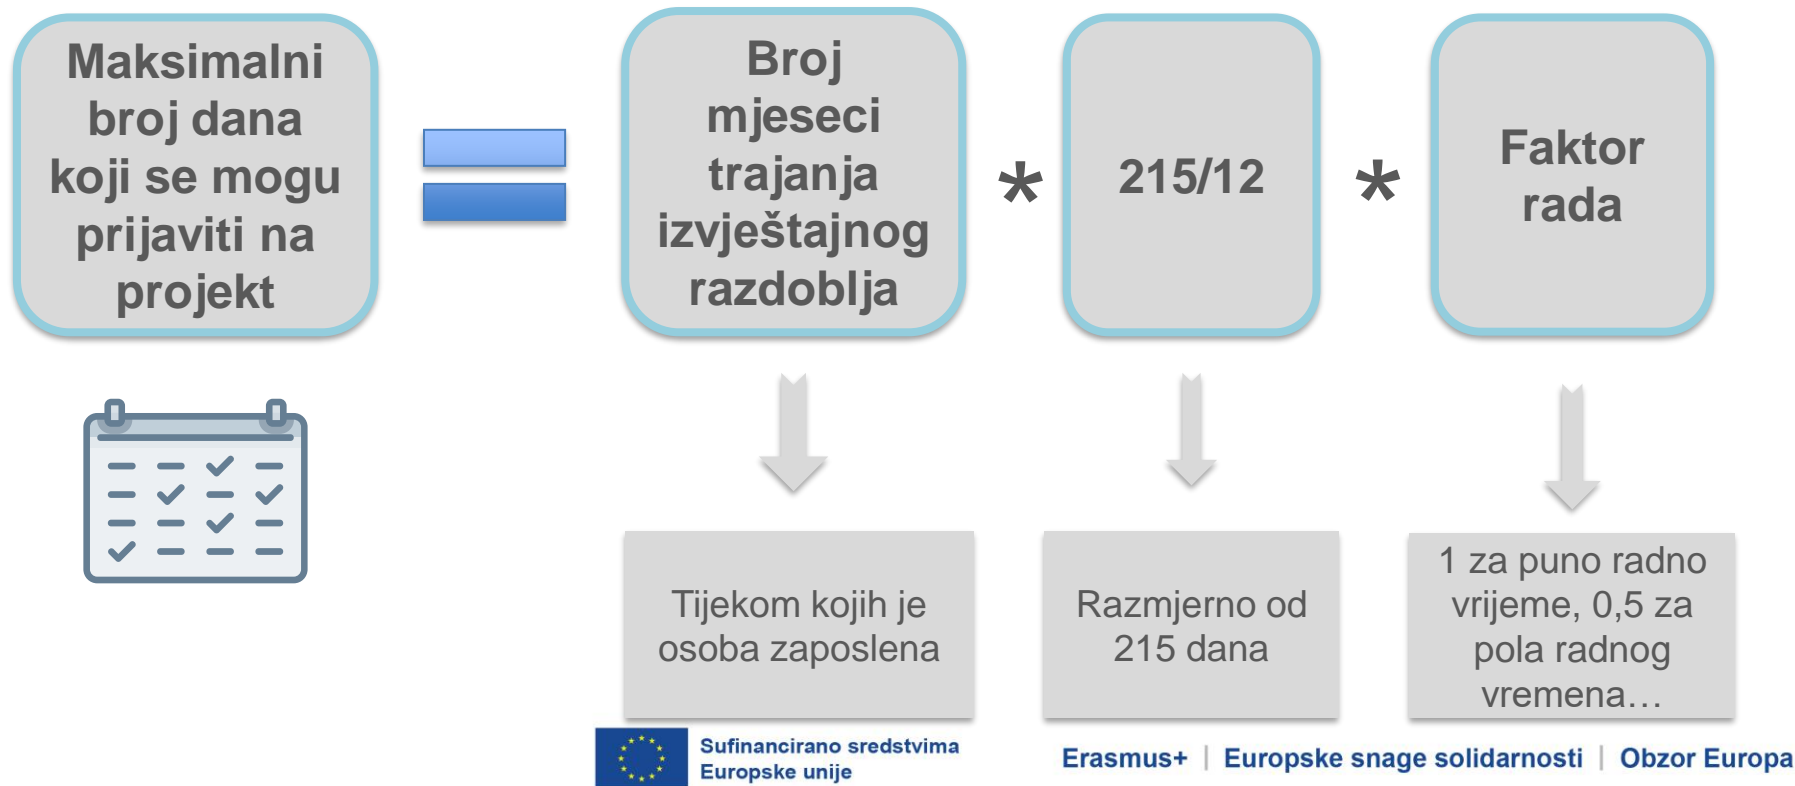 Maksimalni
broj dana
koji se mogu
prijaviti na
projekt
Broj
mjeseci
trajanja
izvještajnog
razdoblja
*
215/12
*
Faktor
rada
Tijekom kojih je
osoba zaposlena
Razmjerno od
215 dana
1 za puno radno
vrijeme, 0,5 za
pola radnog
vremena…
Sufinancirano sredstvima
Europske unije
Erasmus+ | Europske snage solidarnosti | Obzor Europa